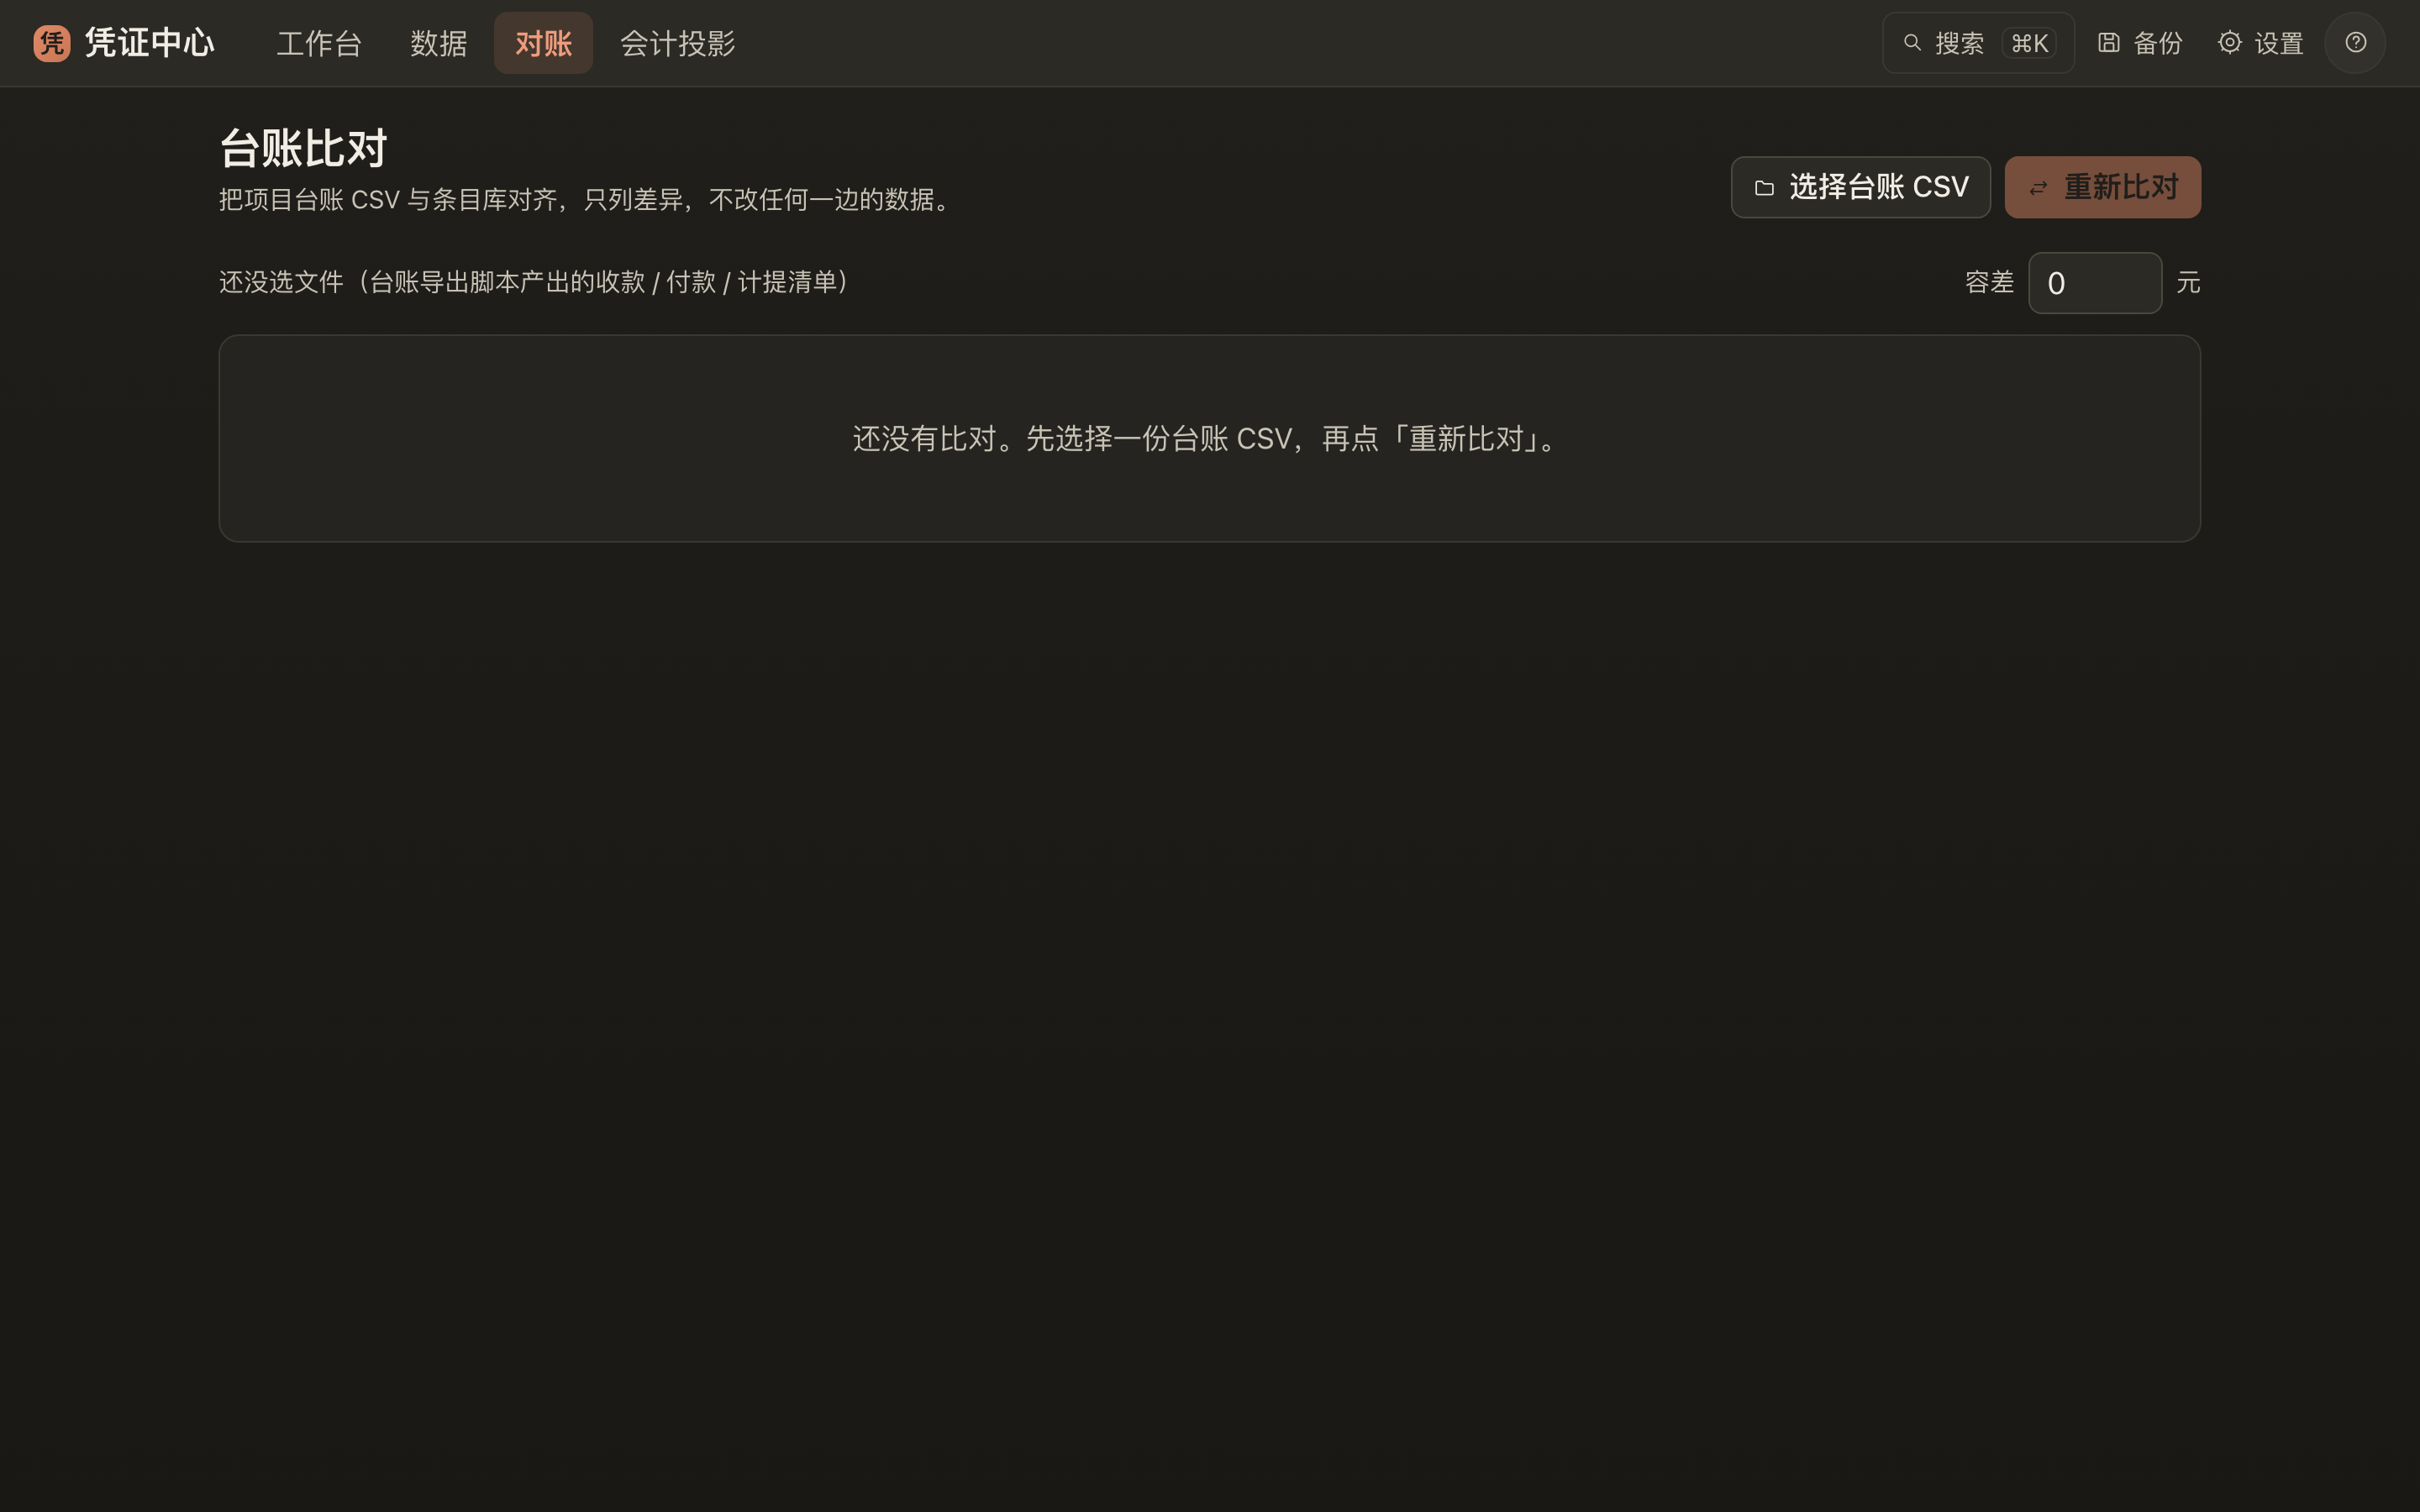 凭 凭证中心 工作台 数据 对账 会计投影 搜索 ⌘K 备份 设置
台账比对
把项目台账 CSV 与条目库对齐，只列差异，不改任何一边的数据。
选择台账 CSV 重新比对
还没选文件（台账导出脚本产出的收款 / 付款 / 计提清单） 容差 0 元
还没有比对。先选择一份台账 CSV，再点「重新比对」。